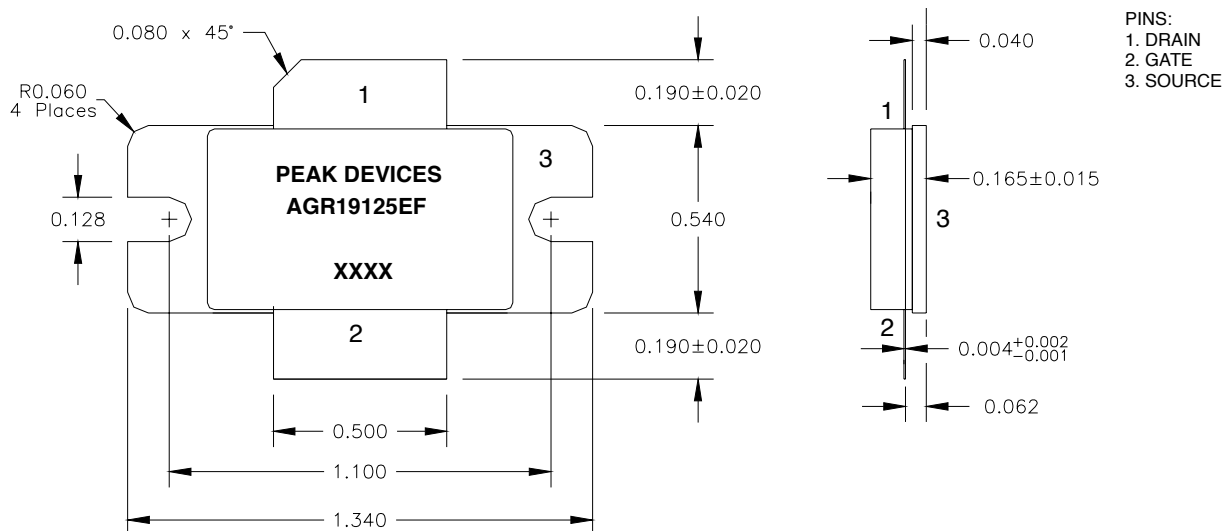 0.080 x 45°
R0.060
4 Places
1
0.190±0.020
3
PEAK DEVICES
AGR19125EF
XXXX
0.128
0.540
2
0.190±0.020
0.500
1.100
1.340
0.040
1
0.165±0.015
3
2
0.004+0.002
-0.001
0.062
PINS:
1. DRAIN
2. GATE
3. SOURCE